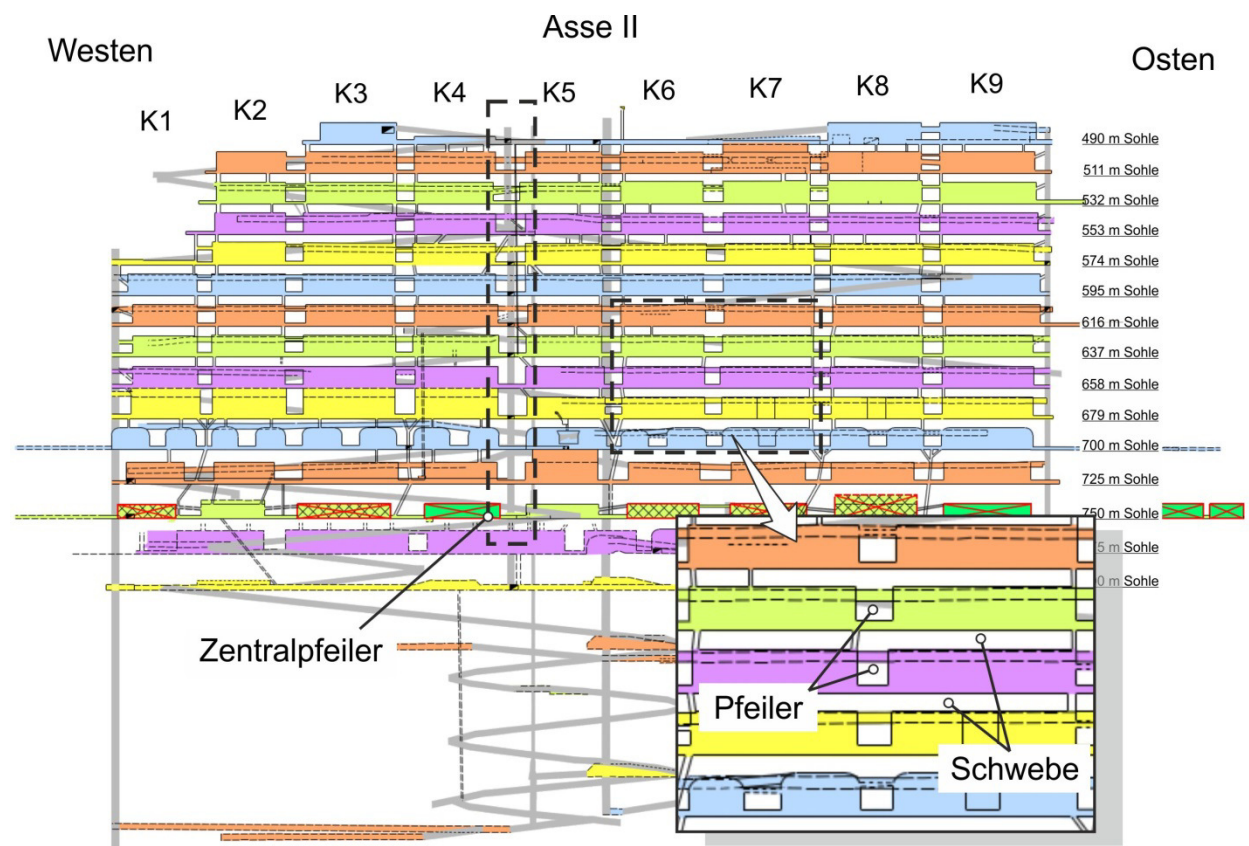 Asse II
Westen
Osten
K1
K2
K3
K4
K5
K6
K7
K8
K9
490 m Sohle
511 m Sohle
532 m Sohle
553 m Sohle
574 m Sohle
595 m Sohle
616 m Sohle
637 m Sohle
658 m Sohle
679 m Sohle
700 m Sohle
725 m Sohle
750 m Sohle
5 m Sohle
0 m Sohle
Zentralpfeiler
Pfeiler
Schwebe